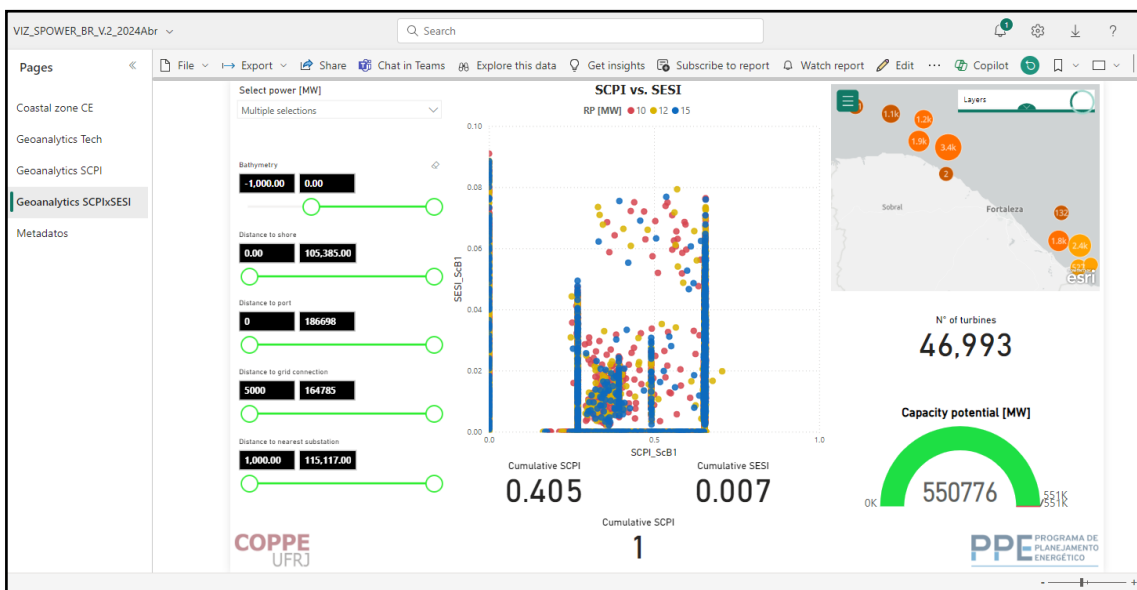 VIZ_SPOWER_BR_V.2_2024Abr
Search
1
?
Pages
File
Export
Share
Chat in Teams
Explore this data
Get insights
Subscribe to report
Watch report
Edit
Copilot
Coastal zone CE
Geoanalytics Tech
Geoanalytics SCPI
Geoanalytics SCPIxSESI
Metadatos
Select power [MW]
Multiple selections
Bathymetry
-1,000.00 0.00
Distance to shore
0.00 105,385.00
Distance to port
0 186698
Distance to grid connection
5000 164785
Distance to nearest substation
1,000.00 115,117.00
SCPI vs. SESI
RP [MW] 10 12 15
0.10
0.08
0.06
0.04
0.02
0.00
SESI_ScB1
0.0 0.5 1.0
SCPI_ScB1
Cumulative SCPI
0.405
Cumulative SESI
0.007
Cumulative SCPI
1
Layers
1.1k
1.2k
1.9k
3.4k
2
Sobral
Fortaleza
132
1.8k
2.4k
esri
N° of turbines
46,993
Capacity potential [MW]
550776
0K
551K
551K
COPPE
UFRJ
PPE PROGRAMA DE
PLANEJAMENTO
ENERGÉTICO
- +